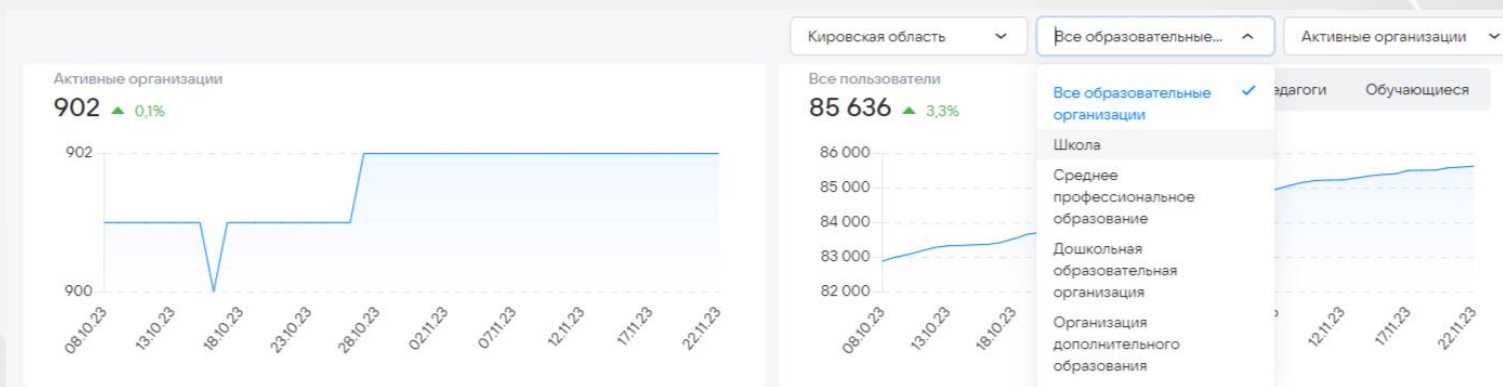 Кировская область
Все образовательные...
Активные организации
Активные организации
902 0,1%
902
900
08.10.23
13.10.23
18.10.23
23.10.23
28.10.23
02.11.23
07.11.23
12.11.23
17.11.23
22.11.23
Все пользователи
85 636 3,3%
Обучающиеся
86 000
85 000
84 000
83 000
82 000
08.10.23
13.10.23
18.10.23
12.11.23
17.11.23
22.11.23
Все образовательные
организации
Школа
Среднее
профессиональное
образование
Дошкольная
образовательная
организация
Организация
дополнительного
образования